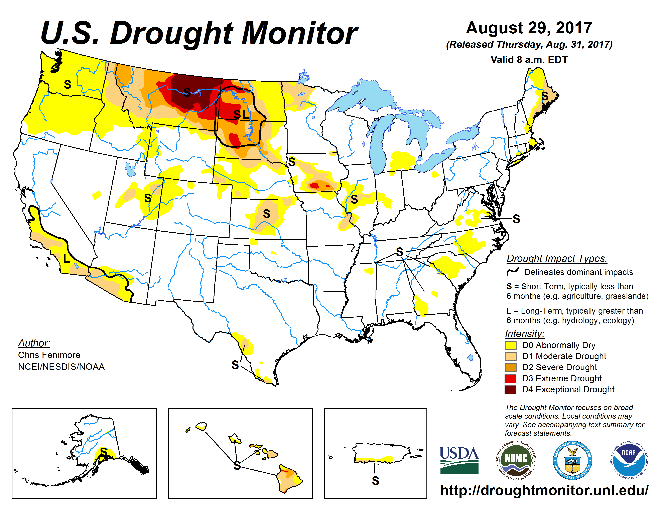 U.S. Drought Monitor
August 29, 2017
(Released Thursday, Aug. 31, 2017)
Valid 8 a.m. EDT
S
S
SL
S
S
S
S
S
S
S
L
S
Drought Impact Types:
Delineates dominant impacts
S = Short-Term, typically less than
6 months (e.g. agriculture, grasslands)
L = Long-Term, typically greater than
6 months (e.g. hydrology, ecology)
Intensity:
D0 Abnormally Dry
D1 Moderate Drought
D2 Severe Drought
D3 Extreme Drought
D4 Exceptional Drought
Author:
Chris Fenimore
NCEI/NESDIS/NOAA
The Drought Monitor focuses on broad-
scale conditions. Local conditions may
vary. See accompanying text summary for
forecast statements.
S
S
S
USDA
NDMC
NOAA
http://droughtmonitor.unl.edu/